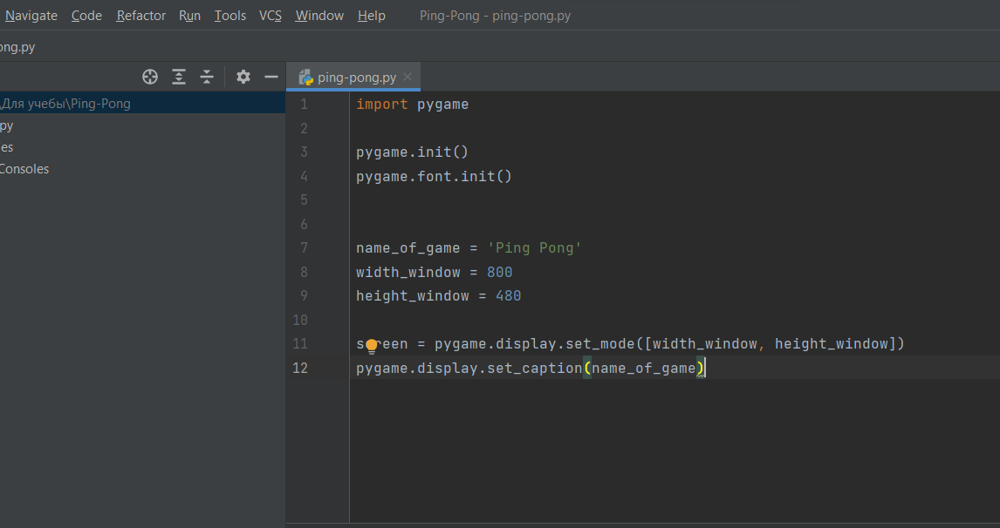 Navigate Code Refactor Run Tools VCS Window Help Ping-Pong - ping-pong.py
ong.py
ping-pong.py
\Для учебы\Ping-Pong
py
es
Consoles
1 import pygame
2
3 pygame.init()
4 pygame.font.init()
5
6
7 name_of_game = 'Ping Pong'
8 width_window = 800
9 height_window = 480
10
11 screen = pygame.display.set_mode([width_window, height_window])
12 pygame.display.set_caption(name_of_game)